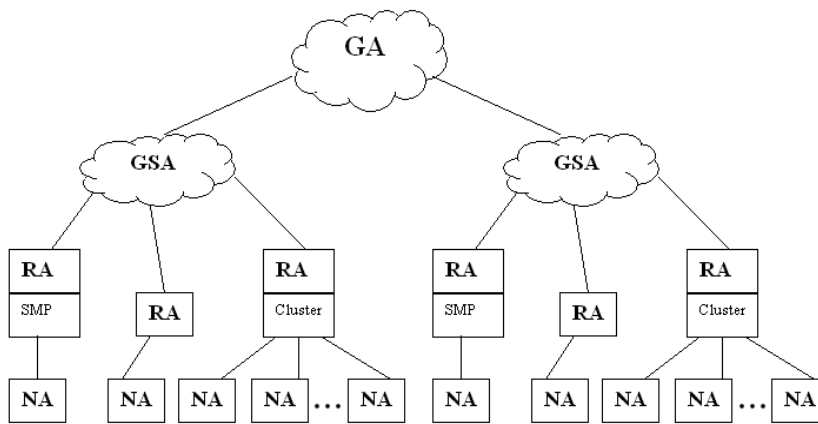 GA
GSA GSA
RA RA RA RA
SMP RA Cluster SMP RA Cluster
NA NA NA NA ... NA NA NA NA NA ... NA